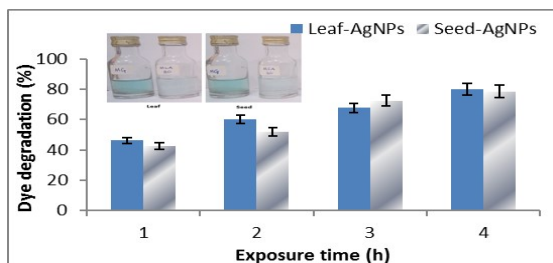 Leaf-AgNPs Seed-AgNPs
Dye degradation (%)
100
80
60
40
20
0
Leaf Seed
1 2 3 4
Exposure time (h)